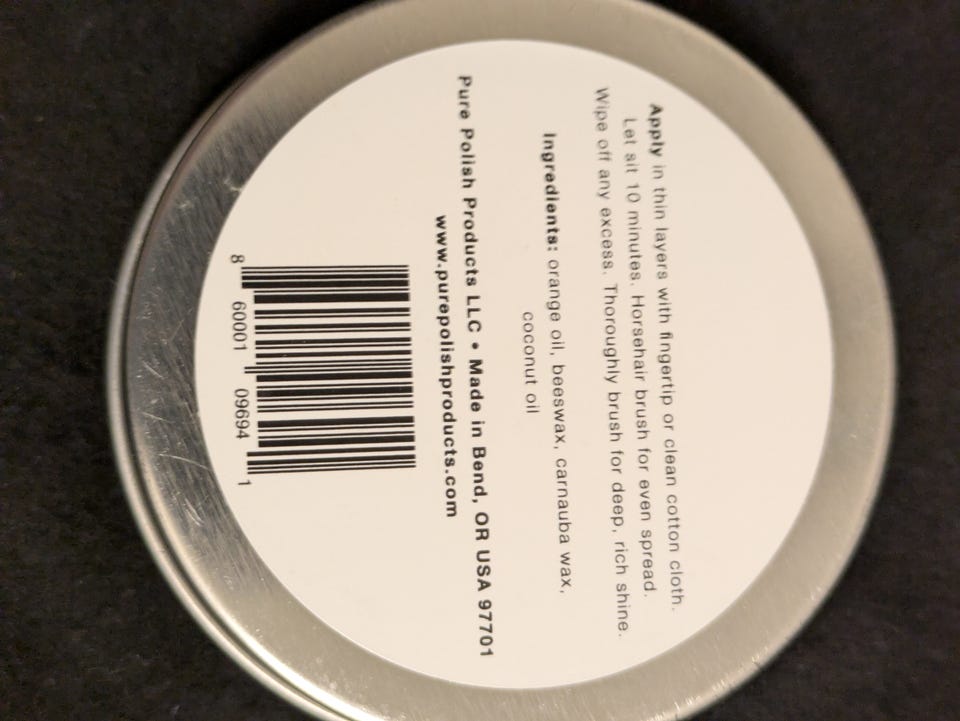 Apply in thin layers with fingertip or clean cotton cloth.
Let sit 10 minutes. Horsehair brush for even spread.
Wipe off any excess. Thoroughly brush for deep, rich shine.
Ingredients: orange oil, beeswax, carnauba wax,
coconut oil
Pure Polish Products LLC • Made in Bend, OR USA 97701
www.purepolishproducts.com
8 60001 09694 1